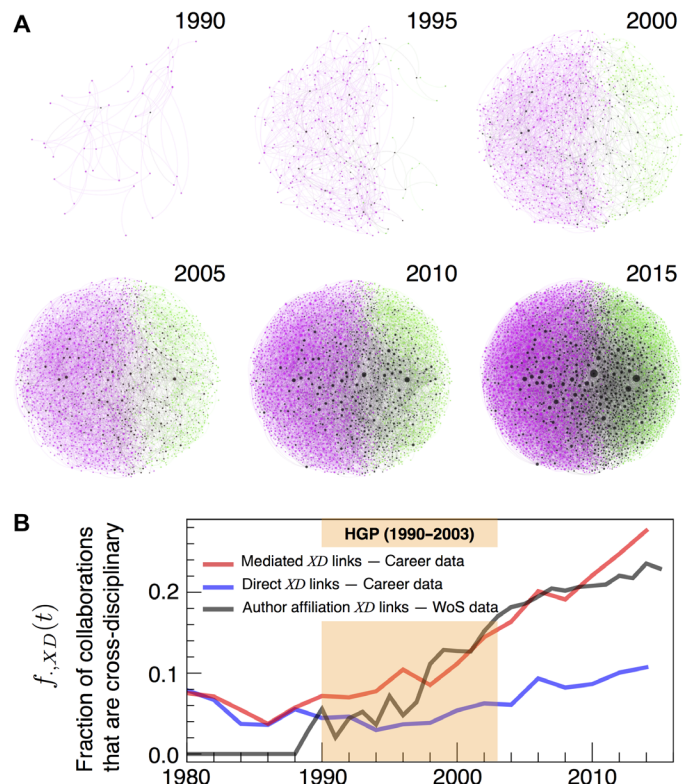 A
1990
1995
2000
2005
2010
2015
B
HGP (1990–2003)
Mediated XD links — Career data
Direct XD links — Career data
Author affiliation XD links — WoS data
f.,XD(t)
Fraction of collaborations
that are cross-disciplinary
0.2
0.1
0.0
1980
1990
2000
2010